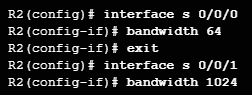 R2(config)# interface s 0/0/0
R2(config-if)# bandwidth 64
R2(config-if)# exit
R2(config)# interface s 0/0/1
R2(config-if)# bandwidth 1024